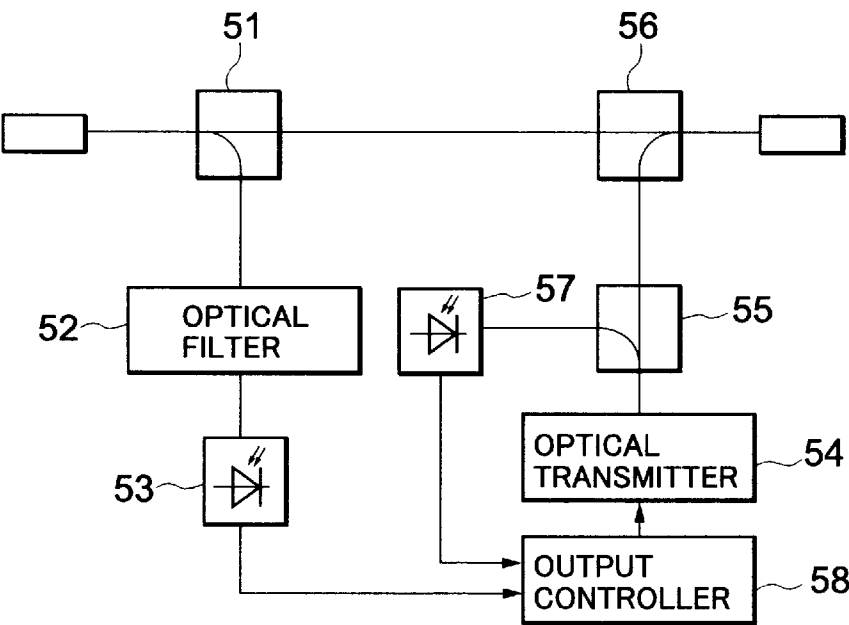 51
56
52
OPTICAL
FILTER
57
55
53
OPTICAL
TRANSMITTER
54
OUTPUT
CONTROLLER
58